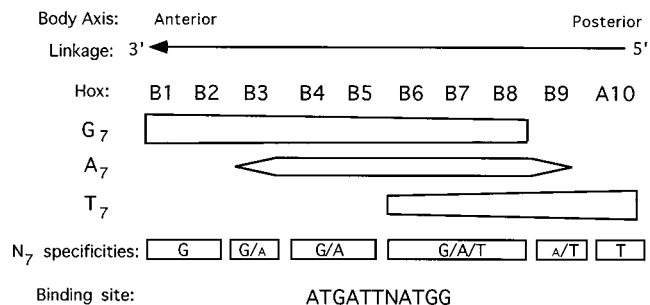 Body Axis: Anterior Posterior
Linkage: 3' 5'
Hox: B1 B2 B3 B4 B5 B6 B7 B8 B9 A10
G7
A7
T7
N7 specificities: G G/A G/A G/A/T A/T T
Binding site: ATGATTNATGG